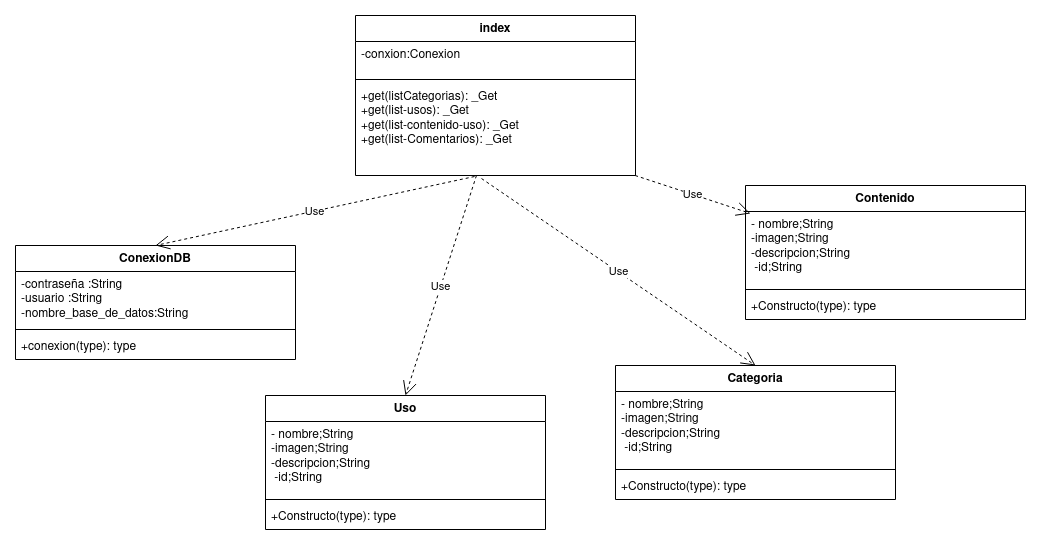 index
-conxion:Conexion
+get(listCategorias): _Get
+get(list-usos): _Get
+get(list-contenido-uso): _Get
+get(list-Comentarios): _Get
Use
Use
Use
Use
Contenido
- nombre;String
-imagen;String
-descripcion;String
-id;String
+Constructo(type): type
ConexionDB
-contraseña :String
-usuario :String
-nombre_base_de_datos:String
+conexion(type): type
Categoria
- nombre;String
-imagen;String
-descripcion;String
-id;String
+Constructo(type): type
Uso
- nombre;String
-imagen;String
-descripcion;String
-id;String
+Constructo(type): type